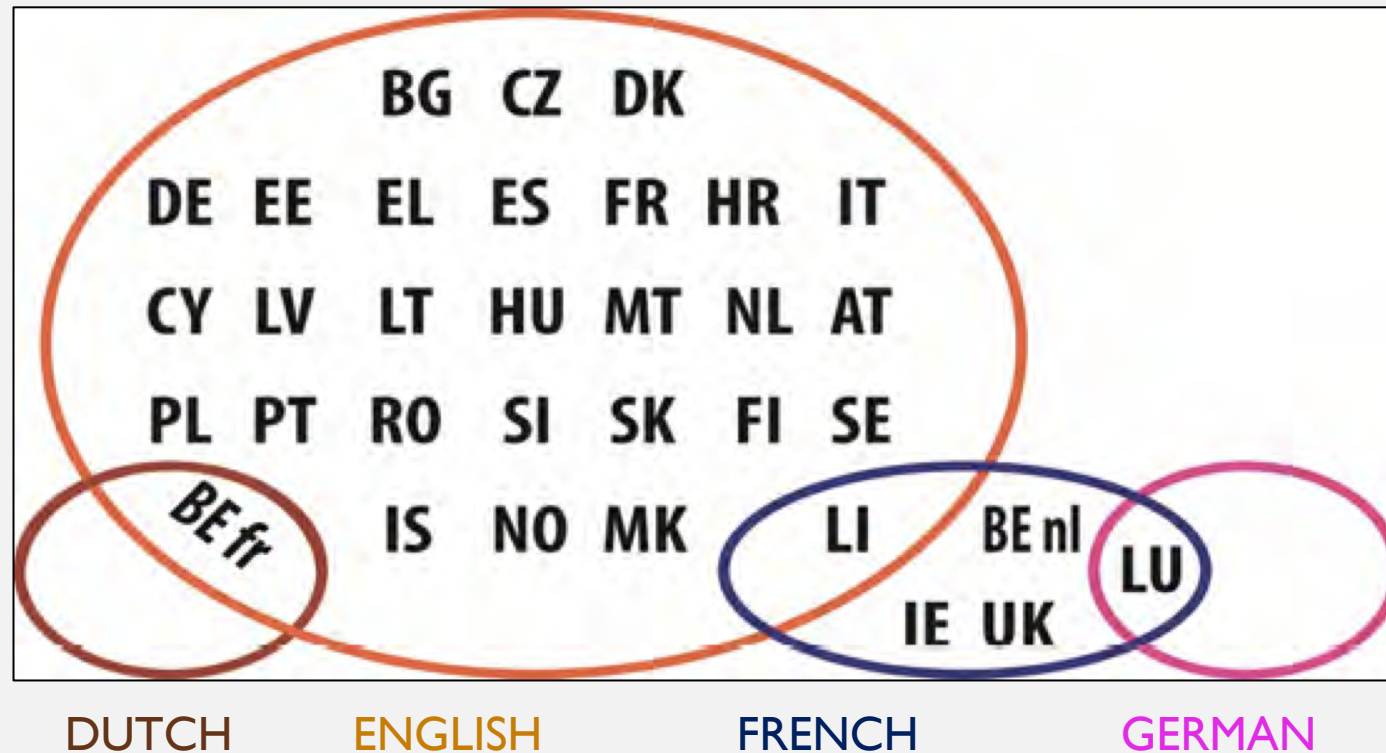 BG CZ DK
DE EE EL ES FR HR IT
CY LV LT HU MT NL AT
PL PT RO SI SK FI SE
BE fr IS NO MK LI BE nl LU
IE UK
DUTCH ENGLISH FRENCH GERMAN